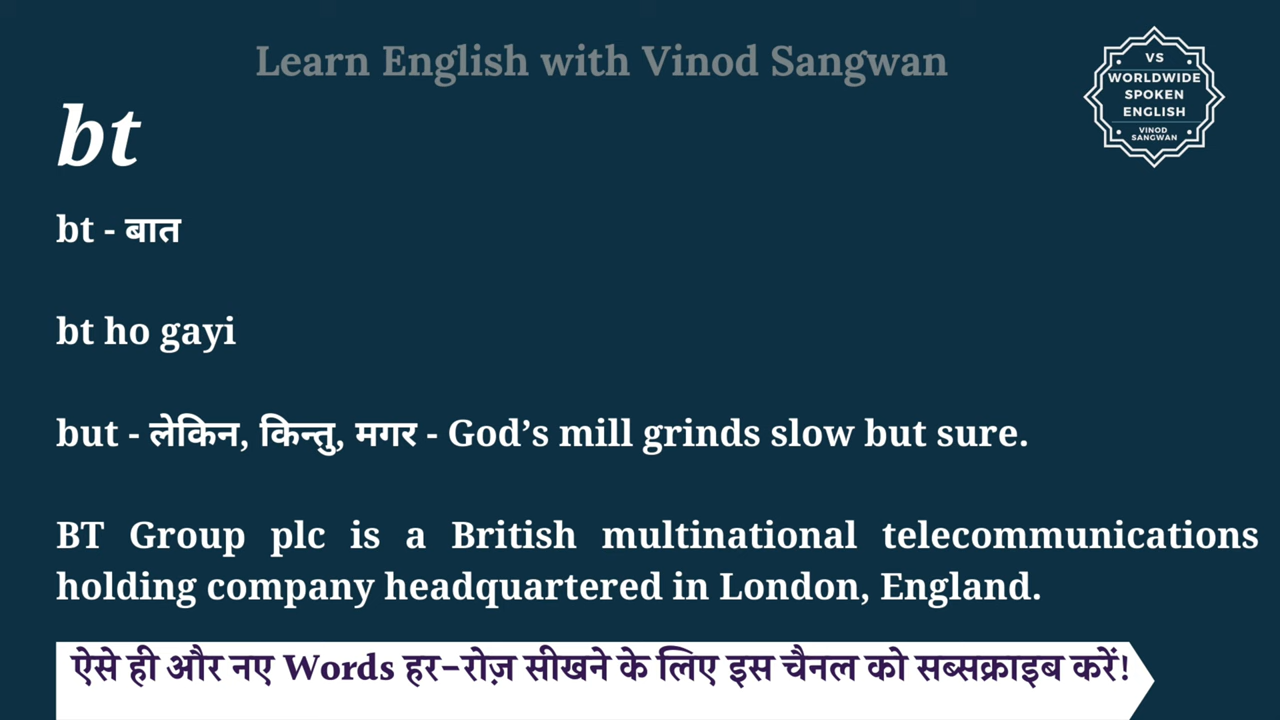 Learn English with Vinod Sangwan
VS
WORLDWIDE
SPOKEN
ENGLISH
VINOD
SANGWAN
bt
bt - बात
bt ho gayi
but - लेकिन, किन्तु, मगर - God’s mill grinds slow but sure.
BT Group plc is a British multinational telecommunications
holding company headquartered in London, England.
ऐसे ही और नए Words हर-रोज़ सीखने के लिए इस चैनल को सब्सक्राइब करें!